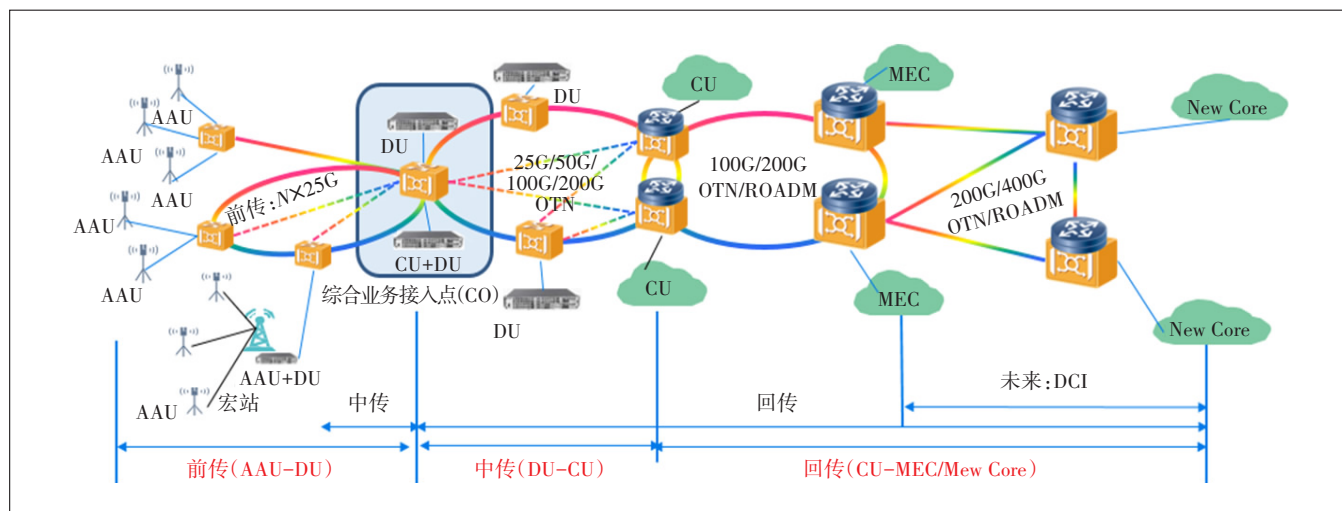 AAU
AAU
AAU
AAU
AAU
前传:N×25G
DU
CU+DU
综合业务接入点(CO)
DU
25G/50G/
100G/200G
OTN
DU
CU
CU
100G/200G
OTN/ROADM
MEC
MEC
200G/400G
OTN/ROADM
New Core
New Core
AAU+DU
AAU
宏站
中传
回传
未来:DCI
前传(AAU-DU)
中传(DU-CU)
回传(CU-MEC/Mew Core)